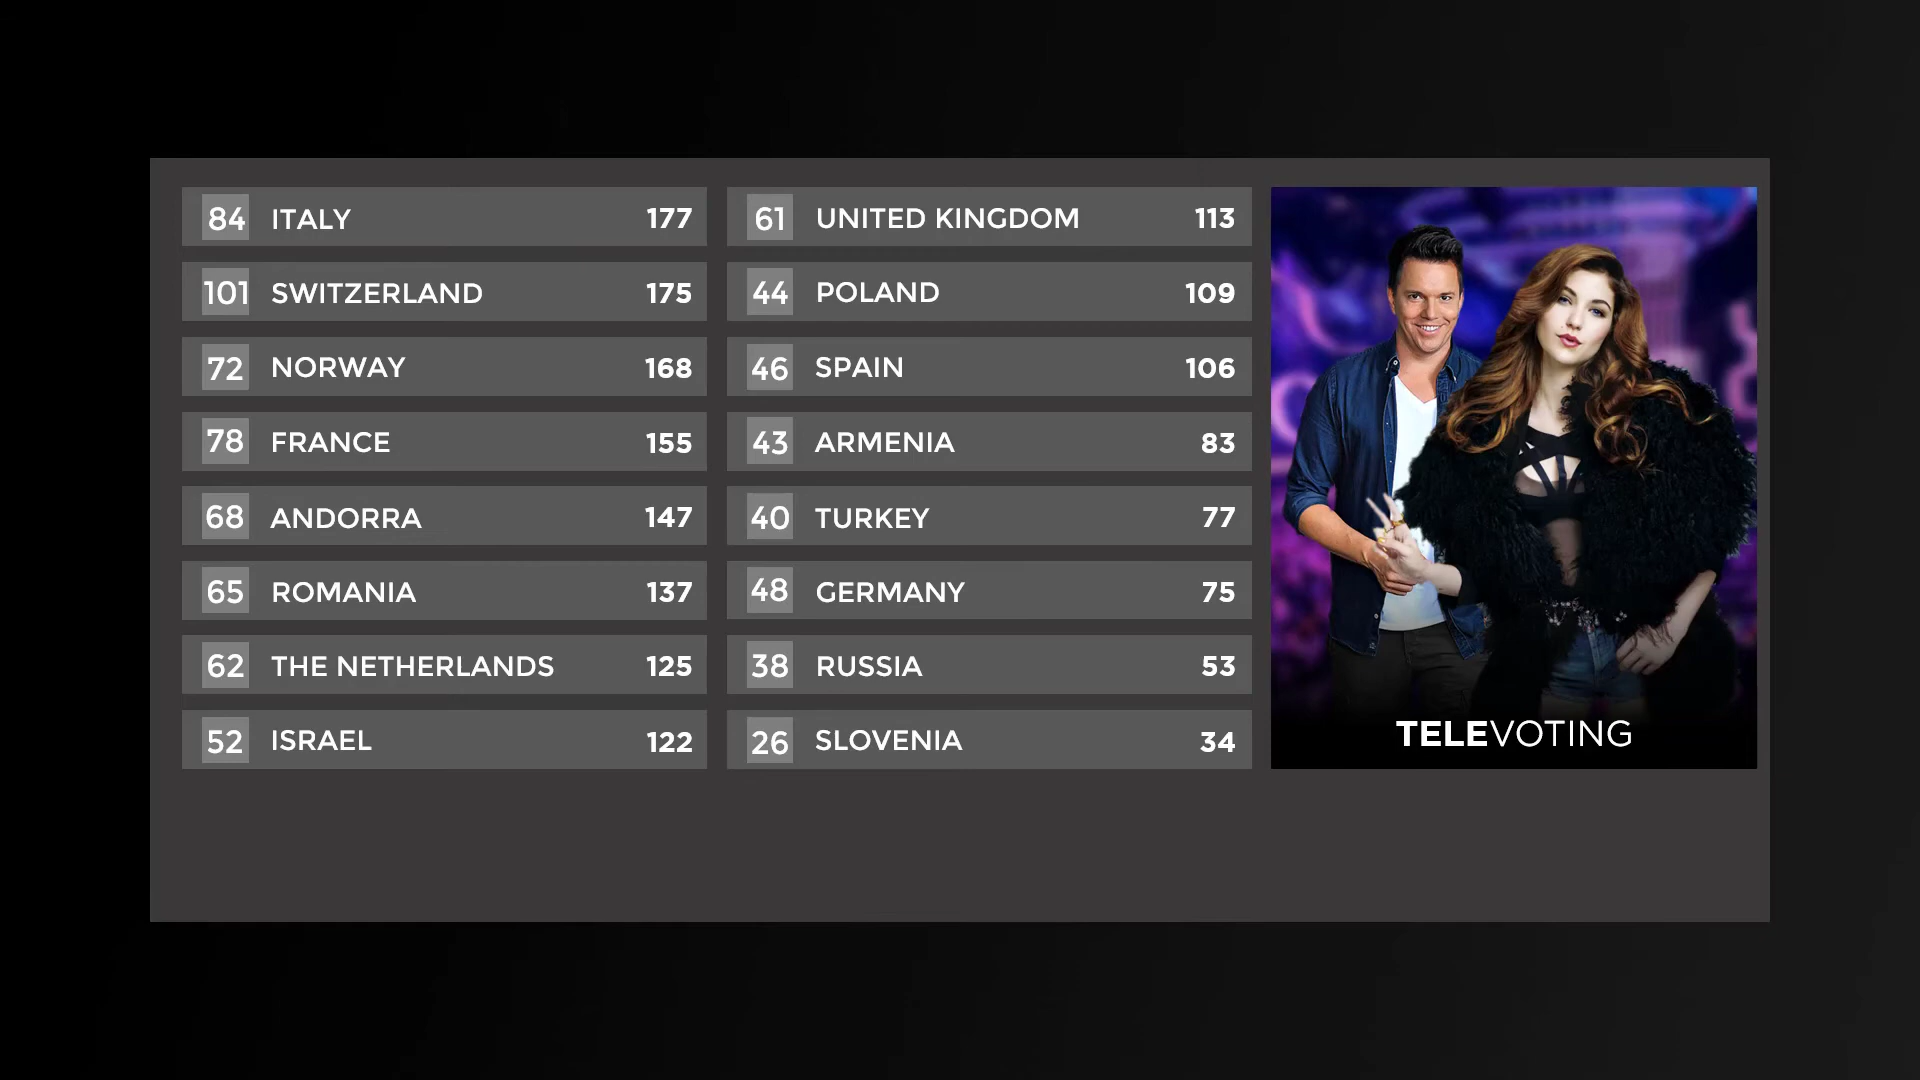 84 ITALY 177
101 SWITZERLAND 175
72 NORWAY 168
78 FRANCE 155
68 ANDORRA 147
65 ROMANIA 137
62 THE NETHERLANDS 125
52 ISRAEL 122
61 UNITED KINGDOM 113
44 POLAND 109
46 SPAIN 106
43 ARMENIA 83
40 TURKEY 77
48 GERMANY 75
38 RUSSIA 53
26 SLOVENIA 34
TELEVOTING